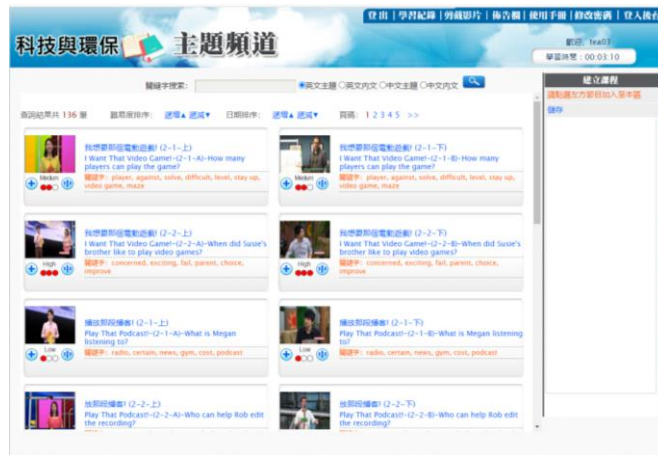 登出 | 學習紀錄 | 剪裁影片 | 佈告欄 | 使用手冊 | 修改密碼 | 登入後台
科技與環保 主題頻道
歡迎, tea03
學習時間：00:03:10
關鍵字搜索： 英文主題 英文內文 中文主題 中文內文
建立課程
請點選左方節目加入至本區
儲存
查詢結果共 136 筆 難易度排序： 遞增▲ 遞減▼ 日期排序： 遞增▲ 遞減▼ 頁碼： 1 2 3 4 5 >>
我想要那個電動遊戲! (2-1-上)
I Want That Video Game!-(2-1-A)-How many
players can play the game?
關鍵字: player, against, solve, difficult, level, stay up,
video game, maze
Medium
我想要那個電動遊戲! (2-1-下)
I Want That Video Game!-(2-1-B)-How many
players can play the game?
關鍵字: player, against, solve, difficult, level, stay up,
video game, maze
Medium
我想要那個電動遊戲! (2-2-上)
I Want That Video Game!-(2-2-A)-When did Susie's
brother like to play video games?
關鍵字: concerned, exciting, fail, parent, choice,
improve
High
我想要那個電動遊戲! (2-2-下)
I Want That Video Game!-(2-2-B)-When did Susie's
brother like to play video games?
關鍵字: concerned, exciting, fail, parent, choice,
improve
High
播放那段播客! (2-1-上)
Play That Podcast!-(2-1-A)-What is Megan
listening to?
關鍵字: radio, certain, news, gym, cost, podcast
Low
播放那段播客! (2-1-下)
Play That Podcast!-(2-1-B)-What is Megan listening
to?
關鍵字: radio, certain, news, gym, cost, podcast
Low
放那段播客! (2-2-上)
Play That Podcast!-(2-2-A)-Who can help Rob edit
the recording?
放那段播客! (2-2-下)
Play That Podcast!-(2-2-B)-Who can help Rob edit
the recording?